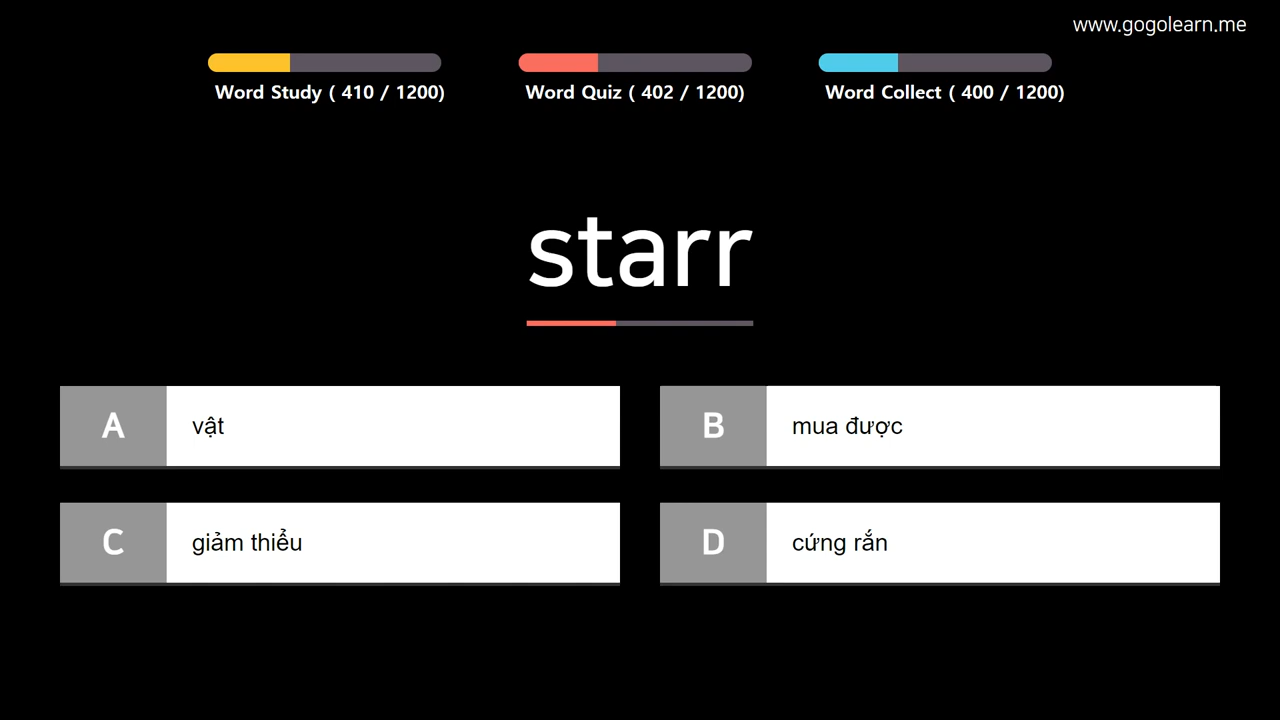 www.gogolearn.me
Word Study ( 410 / 1200)
Word Quiz ( 402 / 1200)
Word Collect ( 400 / 1200)
starr
A vật
B mua được
C giảm thiểu
D cứng rắn